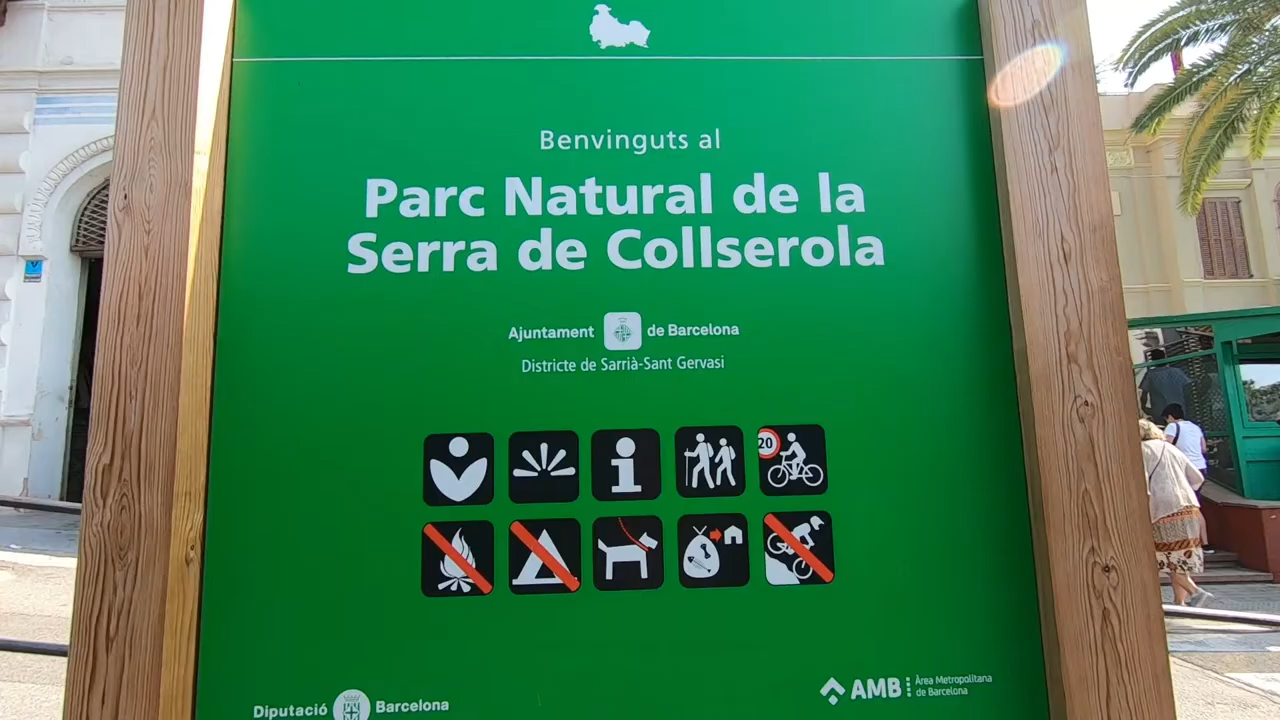 Benvinguts al
Parc Natural de la
Serra de Collserola
Ajuntament de Barcelona
Districte de Sarrià-Sant Gervasi
20
Diputació Barcelona
AMB Àrea Metropolitana
de Barcelona